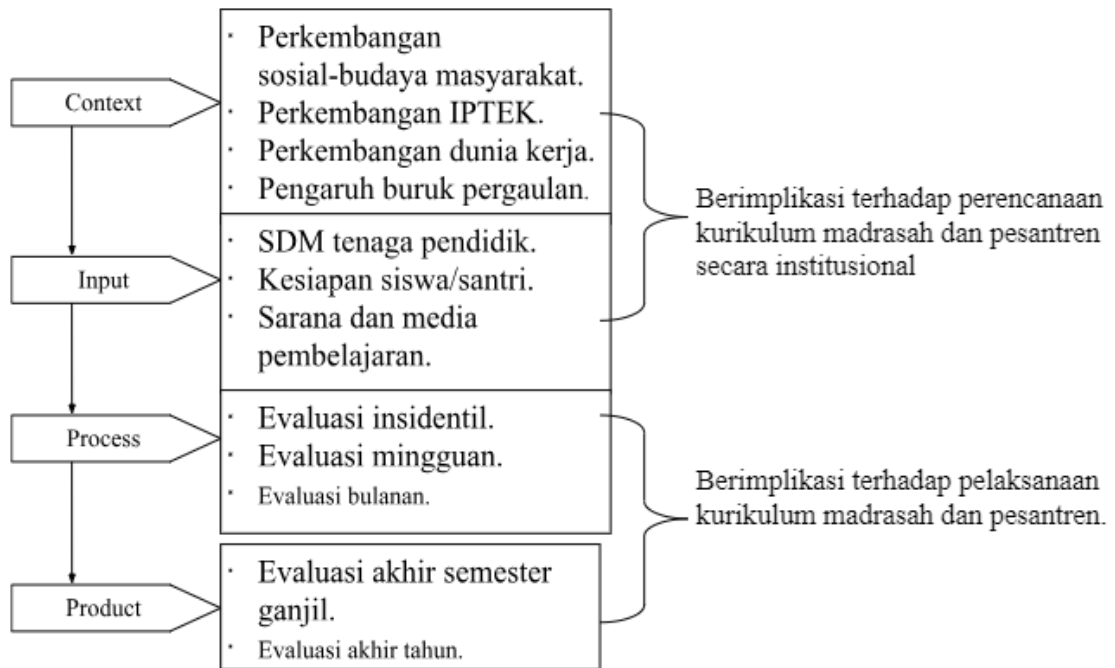 Context
· Perkembangan
sosial-budaya masyarakat.
· Perkembangan IPTEK.
· Perkembangan dunia kerja.
· Pengaruh buruk pergaulan.
Input
· SDM tenaga pendidik.
· Kesiapan siswa/santri.
· Sarana dan media
pembelajaran.
Berimplikasi terhadap perencanaan
kurikulum madrasah dan pesantren
secara institusional
Process
· Evaluasi insidentil.
· Evaluasi mingguan.
· Evaluasi bulanan.
Product
· Evaluasi akhir semester
ganjil.
· Evaluasi akhir tahun.
Berimplikasi terhadap pelaksanaan
kurikulum madrasah dan pesantren.